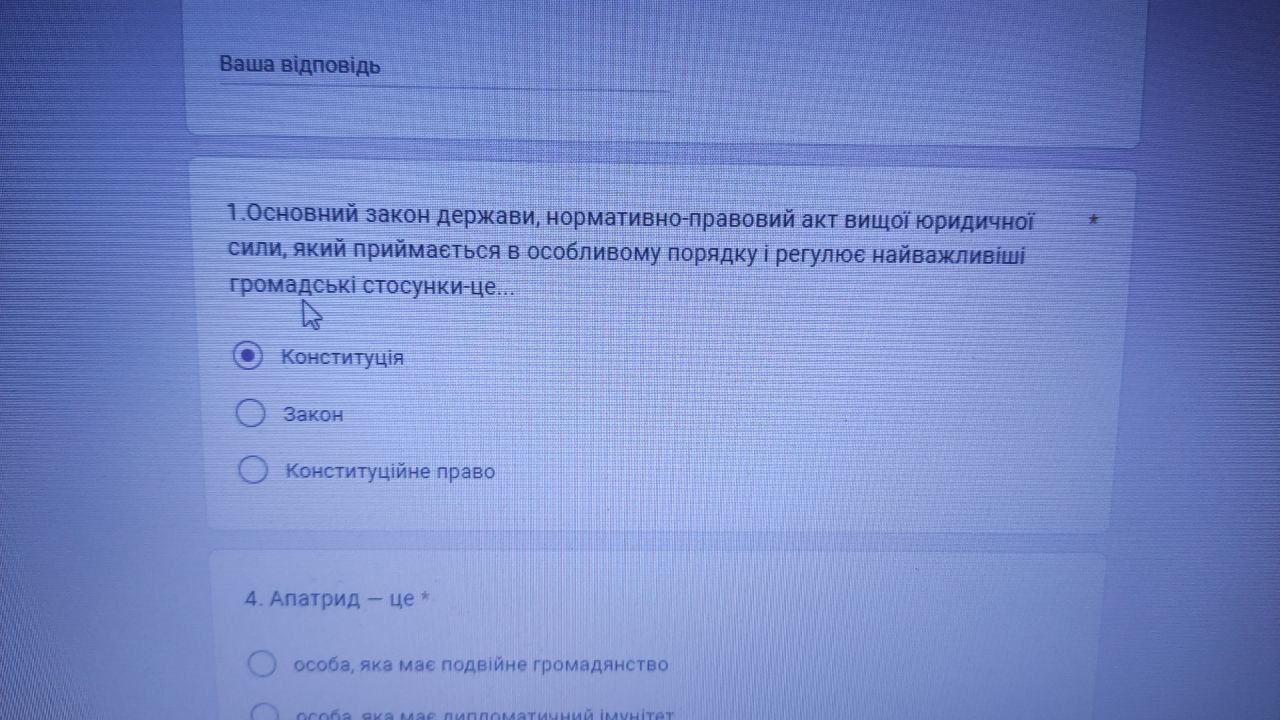 Ваша відповідь
1.Основний закон держави, нормативно-правовий акт вищої юридичної *
сили, який приймається в особливому порядку і регулює найважливіші
громадські стосунки-це...
Конституція
Закон
Конституційне право
4. Апатрид — це *
особа, яка має подвійне громадянство
особа, яка має дипломатичний імунітет